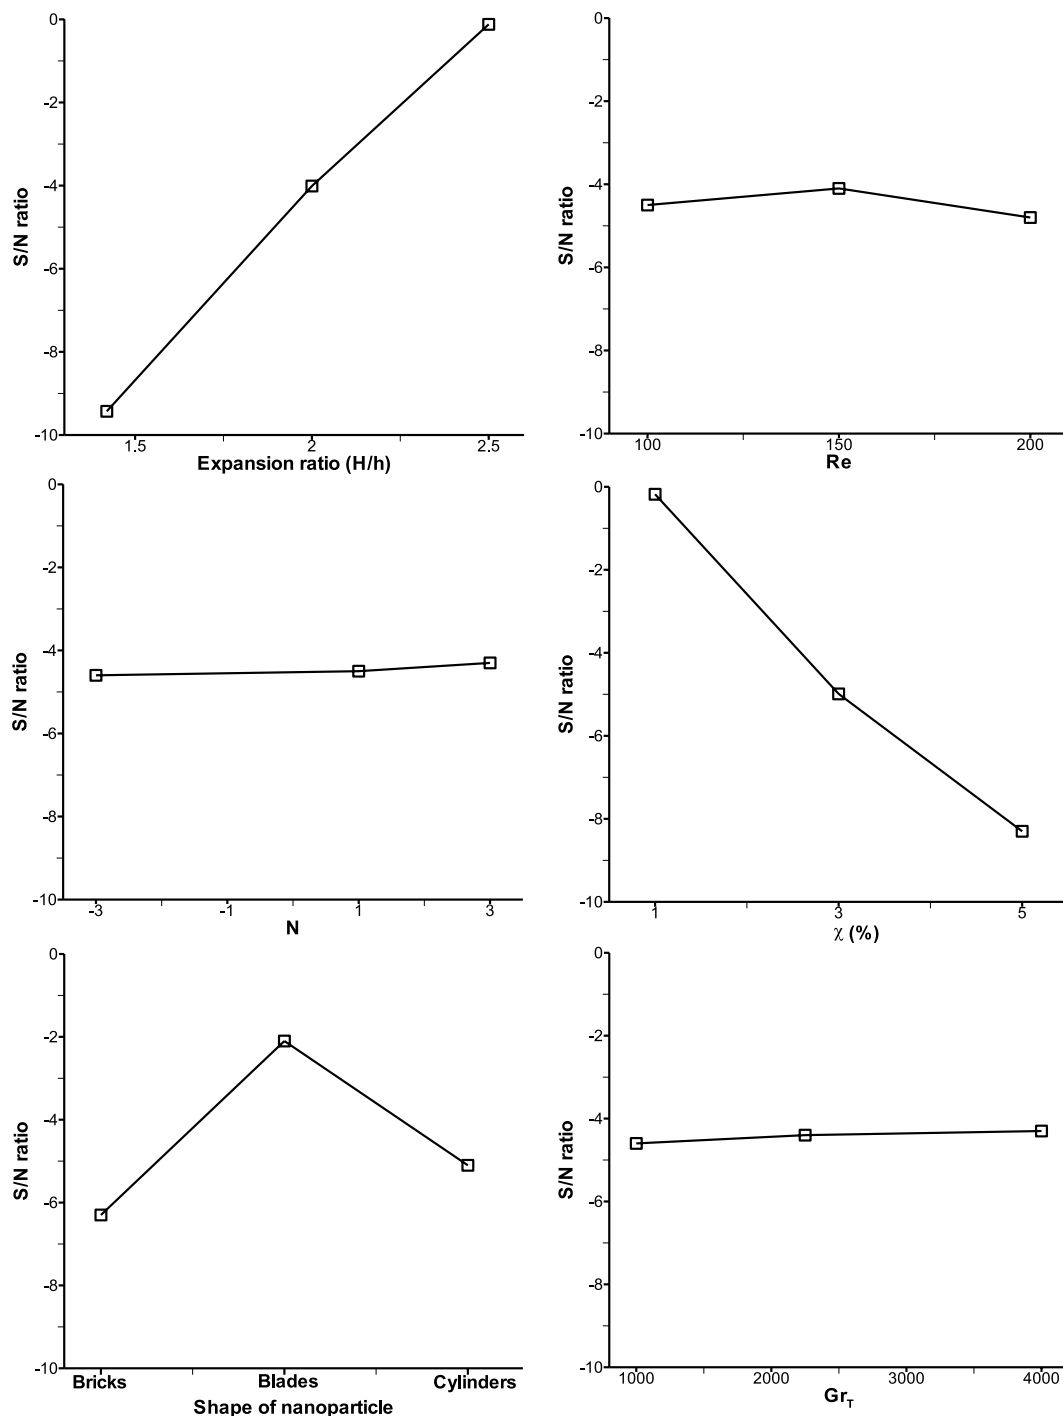 0
-2
-4
-6
-8
-10
S/N ratio
1.5 2 2.5
Expansion ratio (H/h)
0
-2
-4
-6
-8
-10
S/N ratio
100 150 200
Re
0
-2
-4
-6
-8
-10
S/N ratio
-3 -1 1 3
N
0
-2
-4
-6
-8
-10
S/N ratio
1 3 5
χ (%)
0
-2
-4
-6
-8
-10
S/N ratio
Bricks Blades Cylinders
Shape of nanoparticle
0
-2
-4
-6
-8
-10
S/N ratio
1000 2000 3000 4000
Gr_T